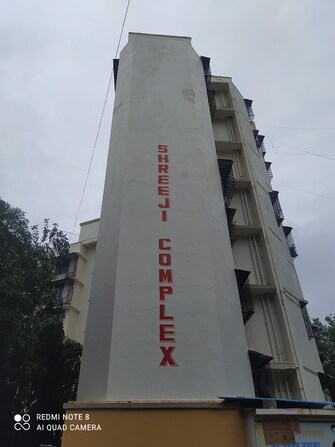 SHREEJI COMPLEX
REDMI NOTE 8
AI QUAD CAMERA